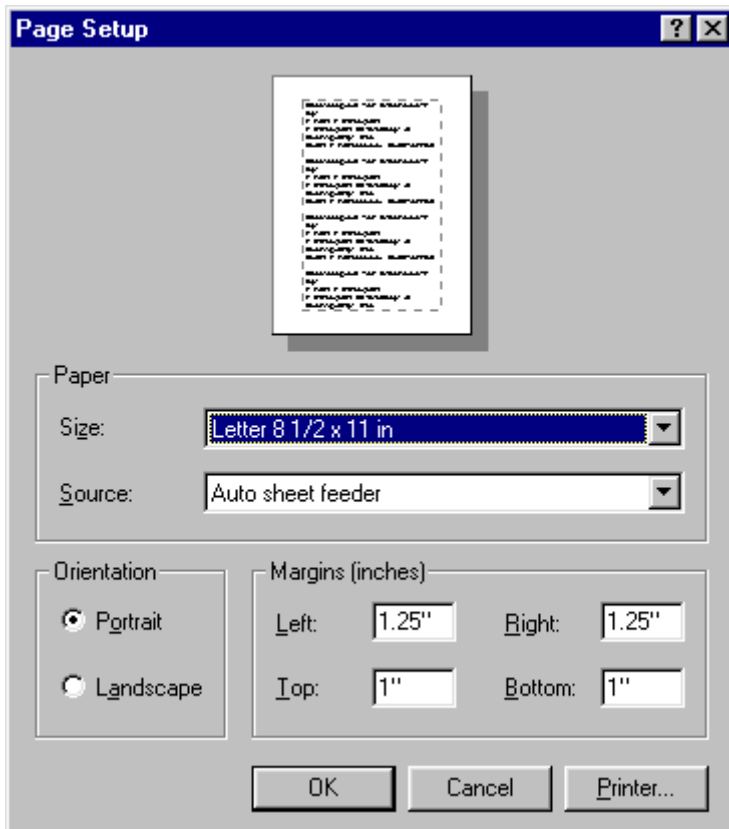 Page Setup
Paper
Size: Letter 8 1/2 x 11 in
Source: Auto sheet feeder
Orientation
Portrait
Landscape
Margins (inches)
Left: 1.25" Right: 1.25"
Top: 1" Bottom: 1"
OK Cancel Printer...